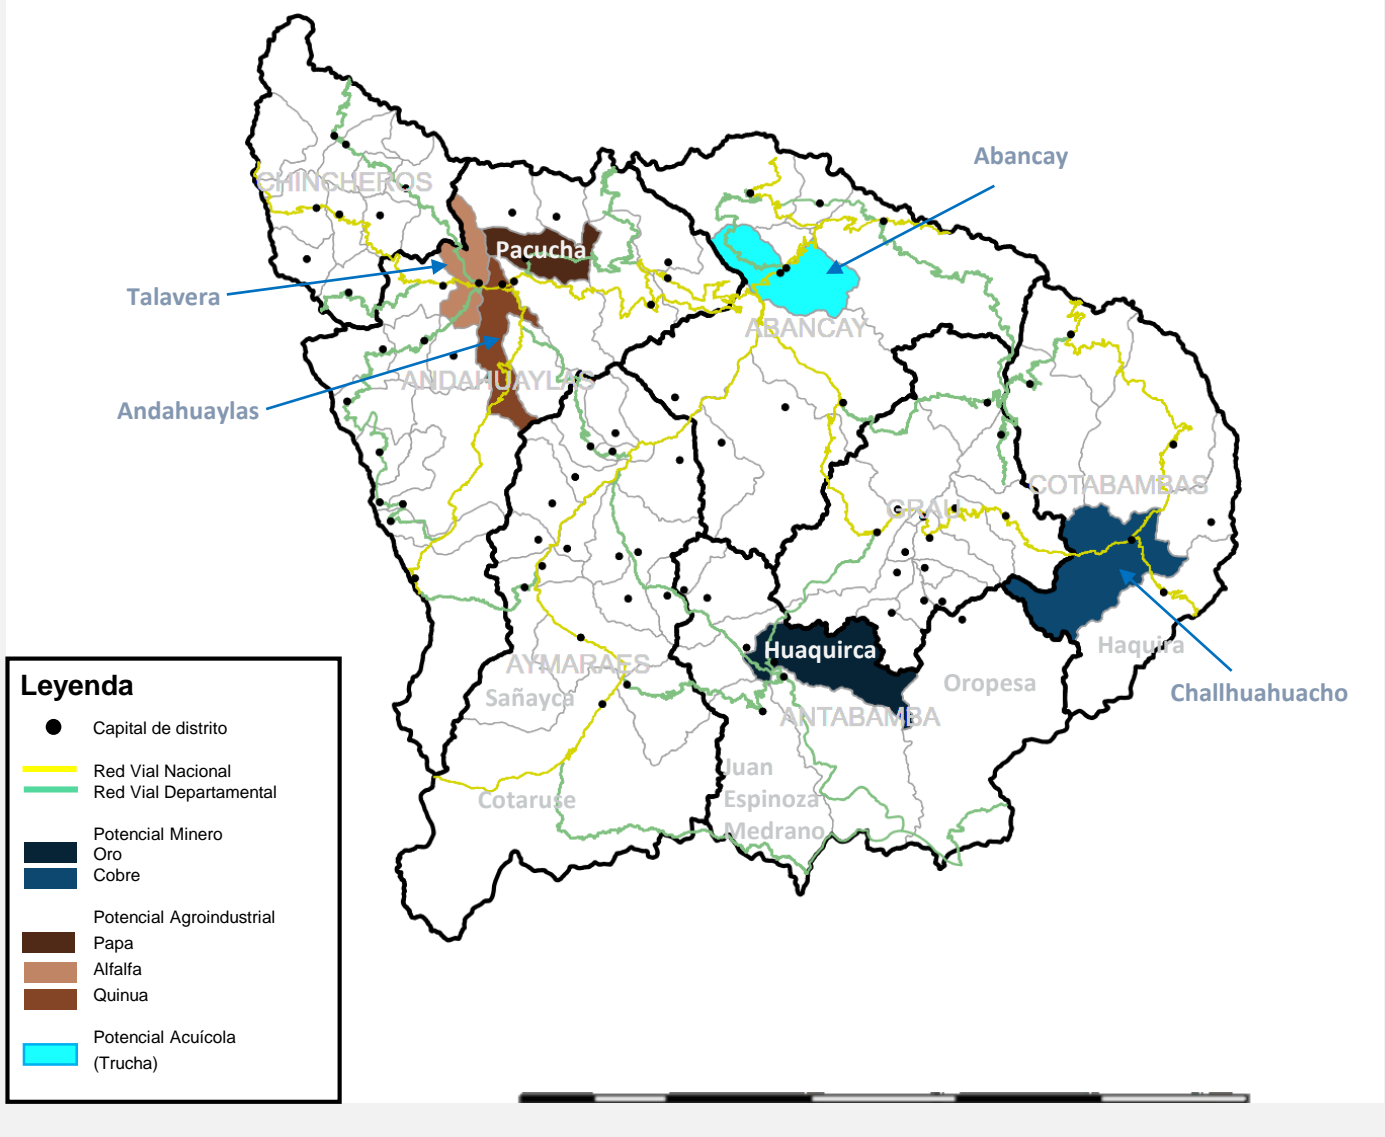 Abancay
CHINCHEROS
Pacucha
Talavera
ABANCAY
ANDAHUAYLAS
Andahuaylas
COTABAMBAS
GRAU
Huaquirca
Haquira
AYMARAES
Sañayca
Oropesa
Challhuahuacho
ANTABAMBA
Juan
Espinoza
Medrano
Cotaruse
Leyenda
Capital de distrito
Red Vial Nacional
Red Vial Departamental
Potencial Minero
Oro
Cobre
Potencial Agroindustrial
Papa
Alfalfa
Quinua
Potencial Acuícola
(Trucha)